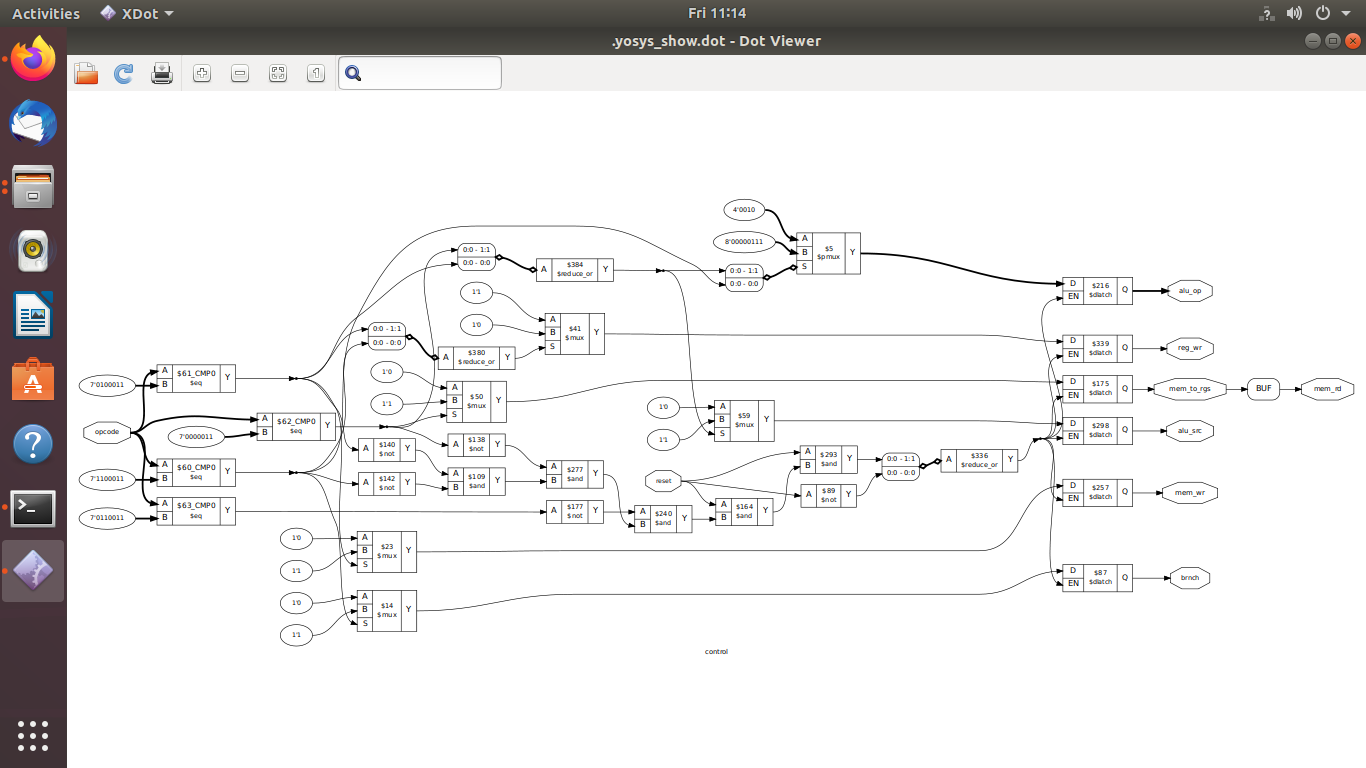 Activities
XDot
Fri 11:14
.yosys_show.dot - Dot Viewer
4'0010
8'00000111
A
B $5 Y
S $pmux
0:0 - 1:1
0:0 - 0:0
A $384 Y
$reduce_or
0:0 - 1:1
0:0 - 0:0
D $216 Q
EN $dlatch
alu_op
1'1
1'0
A
B $41 Y
S $mux
0:0 - 1:1
0:0 - 0:0
A $380 Y
$reduce_or
D $339 Q
EN $dlatch
reg_wr
7'0100011
A $61_CMP0 Y
B $eq
1'0
1'1
A
B $50 Y
S $mux
D $175 Q
EN $dlatch
mem_to_rgs
BUF
mem_rd
opcode
7'0000011
A $62_CMP0 Y
B $eq
1'0
1'1
A
B $59 Y
S $mux
D $298 Q
EN $dlatch
alu_src
A $140 Y
$not
A $138 Y
$not
7'1100011
A $60_CMP0 Y
B $eq
A $142 Y
$not
A $109 Y
B $and
A $277 Y
B $and
reset
A $293 Y
B $and
0:0 - 1:1
0:0 - 0:0
A $336 Y
$reduce_or
A $89 Y
$not
D $257 Q
EN $dlatch
mem_wr
7'0110011
A $63_CMP0 Y
B $eq
A $177 Y
$not
A $240 Y
B $and
A $164 Y
B $and
1'0
1'1
A
B $23 Y
S $mux
1'0
1'1
A
B $14 Y
S $mux
D $87 Q
EN $dlatch
brnch
control